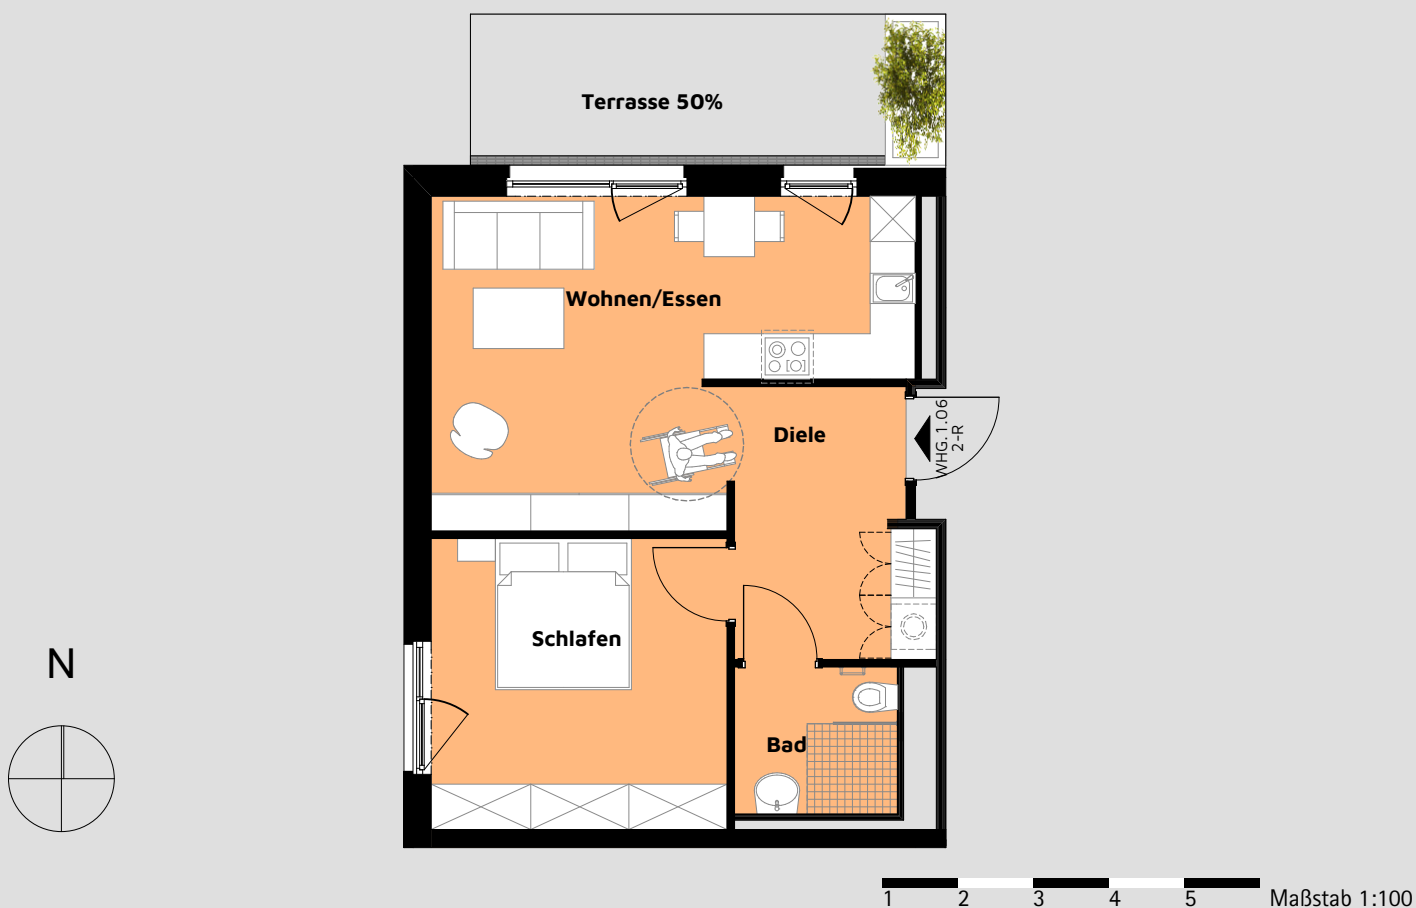 Terrasse 50%
Wohnen/Essen
Diele
WHG.1.06
2-R
Schlafen
N
Bad
1 2 3 4 5 Maßstab 1:100